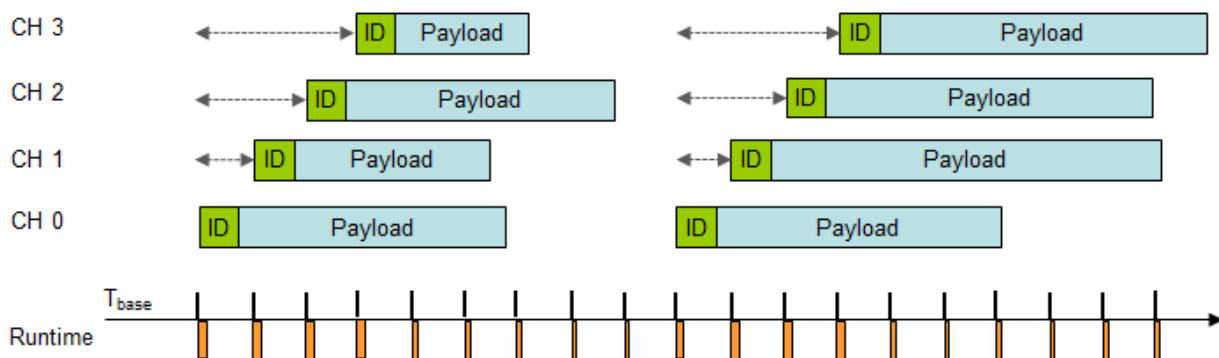 CH 3 ID Payload ID Payload
CH 2 ID Payload ID Payload
CH 1 ID Payload ID Payload
CH 0 ID Payload ID Payload
Tbase
Runtime